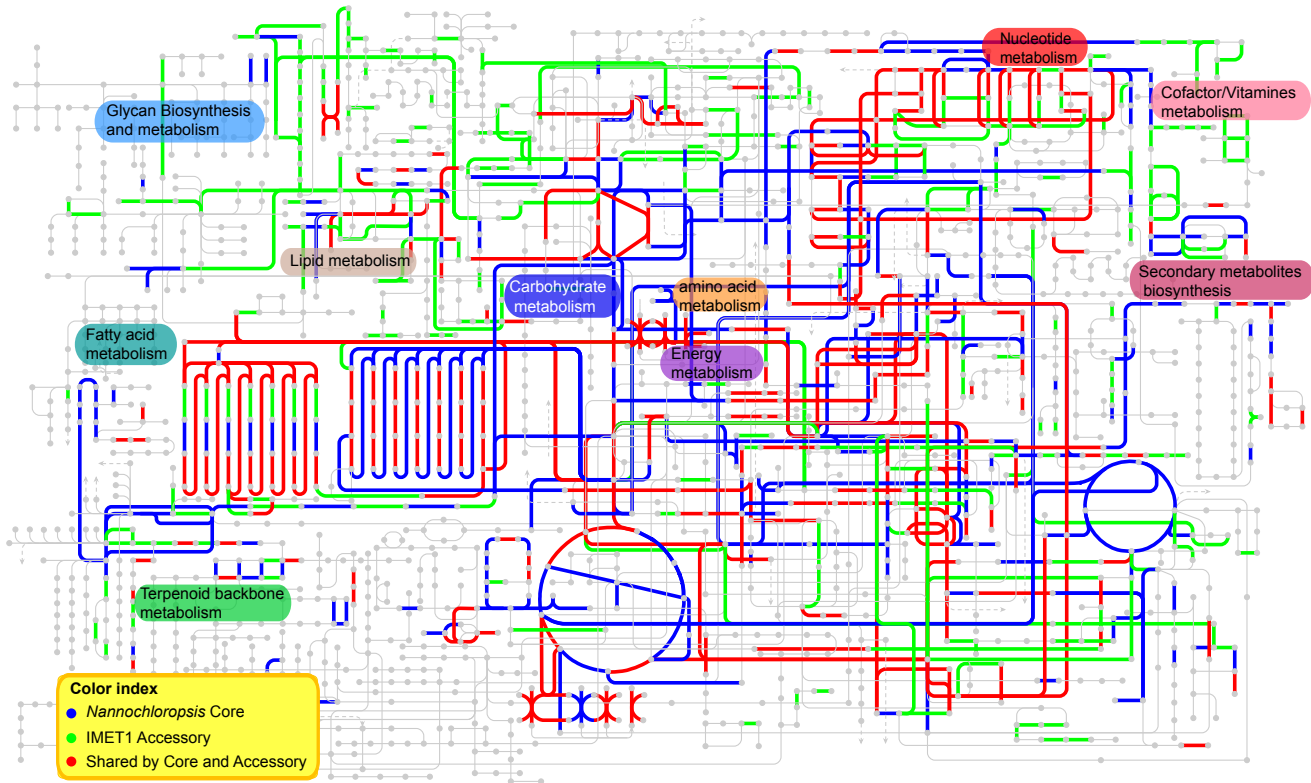 Nucleotide
metabolism
Cofactor/Vitamines
metabolism
Glycan Biosynthesis
and metabolism
Lipid metabolism
Carbohydrate
metabolism
amino acid
metabolism
Secondary metabolites
biosynthesis
Fatty acid
metabolism
Energy
metabolism
Terpenoid backbone
metabolism
Color index
Nannochloropsis Core
IMET1 Accessory
Shared by Core and Accessory